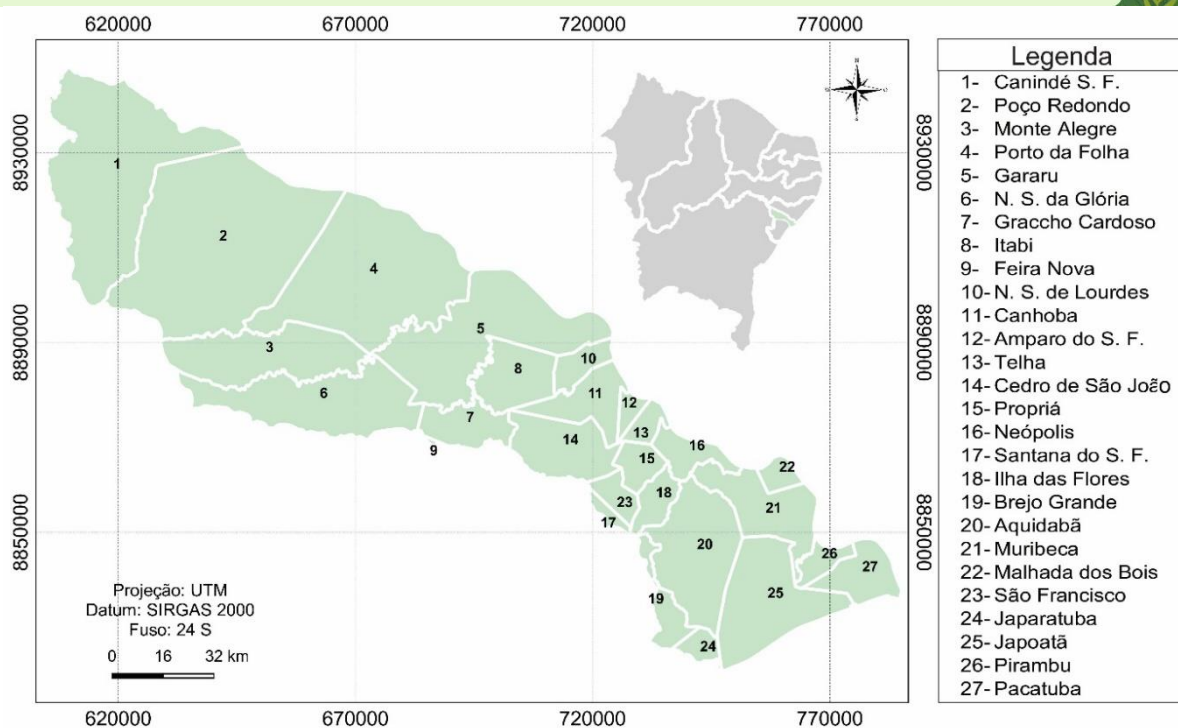 620000 670000 720000 770000
8930000
8890000
8850000
8930000
8890000
8850000
1
2
4
3
5
10
8
6
11
12
7
14
13
9
15
16
22
18
23
21
17
20
26
27
19
25
24
N
Projeção: UTM
Datum: SIRGAS 2000
Fuso: 24 S
0 16 32 km
620000 670000 720000 770000
Legenda
1- Canindé S. F.
2- Poço Redondo
3- Monte Alegre
4- Porto da Folha
5- Gararu
6- N. S. da Glória
7- Graccho Cardoso
8- Itabi
9- Feira Nova
10- N. S. de Lourdes
11- Canhoba
12- Amparo do S. F.
13- Telha
14- Cedro de São João
15- Propriá
16- Neópolis
17- Santana do S. F.
18- Ilha das Flores
19- Brejo Grande
20- Aquidabã
21- Muribeca
22- Malhada dos Bois
23- São Francisco
24- Japaratuba
25- Japoatã
26- Pirambu
27- Pacatuba